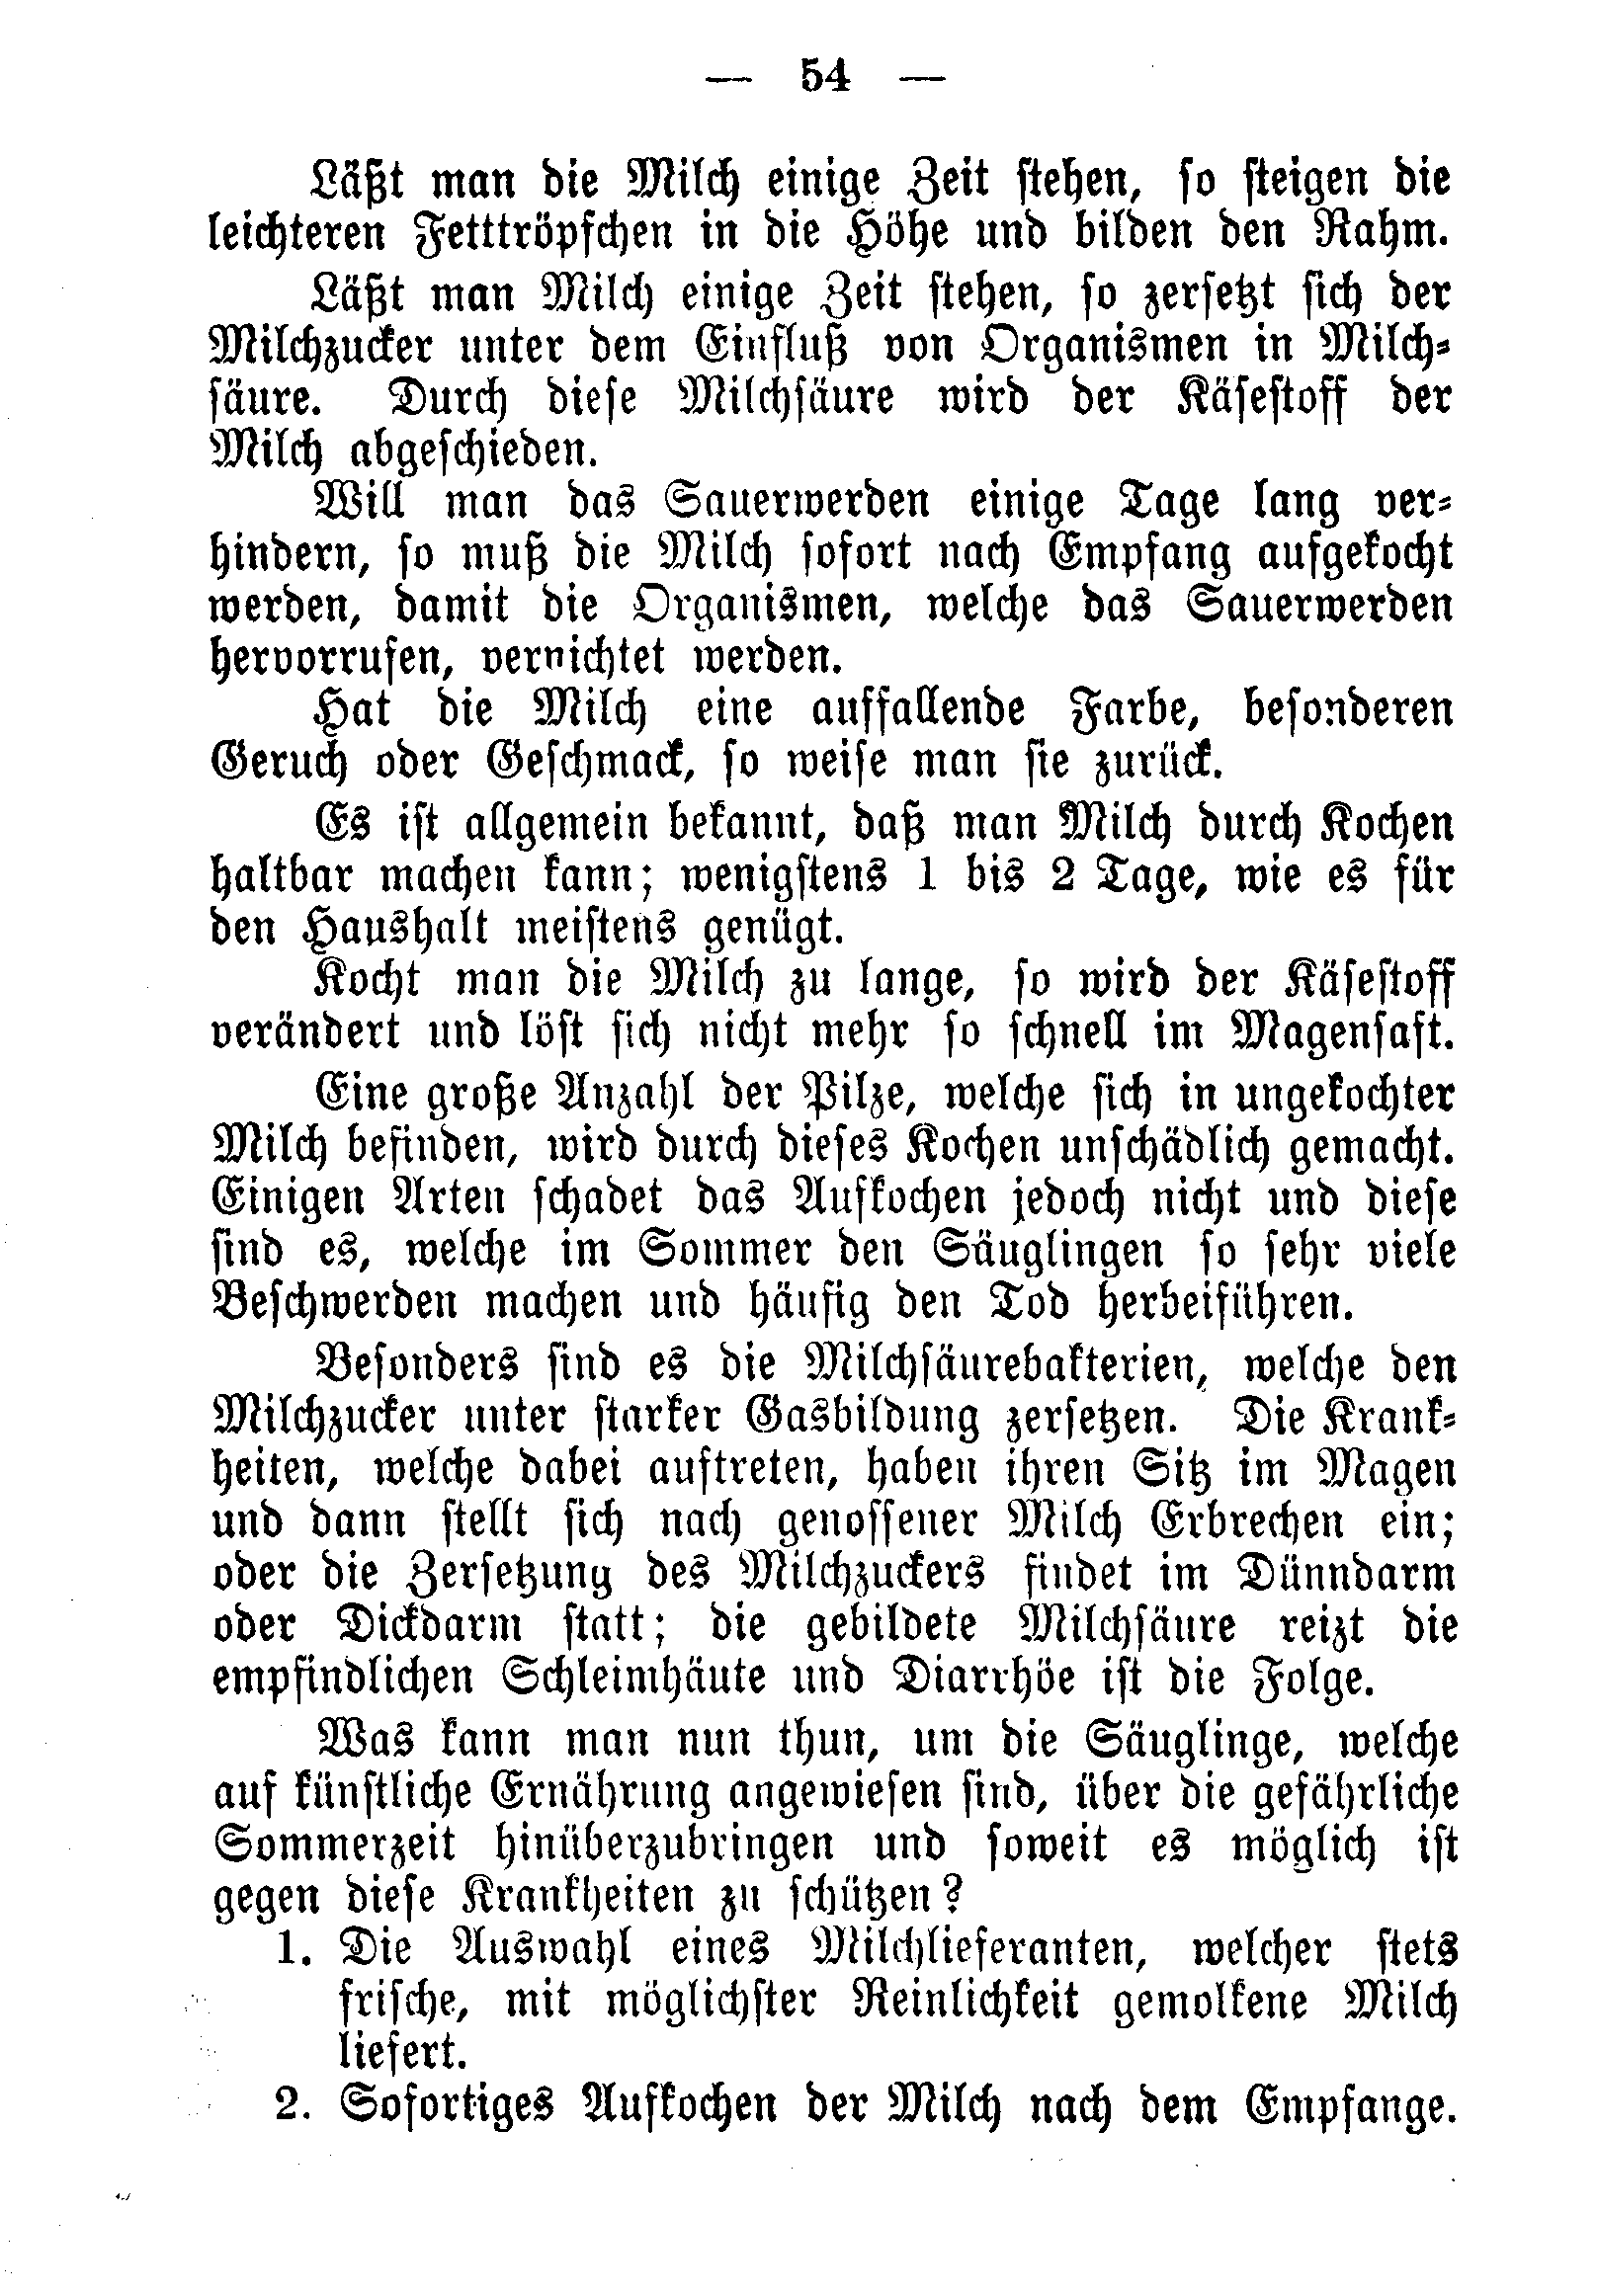 — 54 —
Läßt man die Milch einige Zeit stehen, so steigen die
leichteren Fetttröpfchen in die Höhe und bilden den Rahm.
Läßt man Milch einige Zeit stehen, so zersetzt sich der
Milchzucker unter dem Einfluß von Organismen in Milch-
säure. Durch diese Milchsäure wird der Käsestoff der
Milch abgeschieden.
Will man das Sauerwerden einige Tage lang ver-
hindern, so muß die Milch sofort nach Empfang aufgekocht
werden, damit die Organismen, welche das Sauerwerden
hervorrufen, vernichtet werden.
Hat die Milch eine auffallende Farbe, besonderen
Geruch oder Geschmack, so weise man sie zurück.
Es ist allgemein bekannt, daß man Milch durch Kochen
haltbar machen kann; wenigstens 1 bis 2 Tage, wie es für
den Haushalt meistens genügt.
Kocht man die Milch zu lange, so wird der Käsestoff
verändert und löst sich nicht mehr so schnell im Magensaft.
Eine große Anzahl der Pilze, welche sich in ungekochter
Milch befinden, wird durch dieses Kochen unschädlich gemacht.
Einigen Arten schadet das Aufkochen jedoch nicht und diese
sind es, welche im Sommer den Säuglingen so sehr viele
Beschwerden machen und häufig den Tod herbeiführen.
Besonders sind es die Milchsäurebakterien, welche den
Milchzucker unter starker Gasbildung zersetzen. Die Krank-
heiten, welche dabei auftreten, haben ihren Sitz im Magen
und dann stellt sich nach genossener Milch Erbrechen ein;
oder die Zersetzung des Milchzuckers findet im Dünndarm
oder Dickdarm statt; die gebildete Milchsäure reizt die
empfindlichen Schleimhäute und Diarrhöe ist die Folge.
Was kann man nun thun, um die Säuglinge, welche
auf künstliche Ernährung angewiesen sind, über die gefährliche
Sommerzeit hinüberzubringen und soweit es möglich ist
gegen diese Krankheiten zu schützen?
1. Die Auswahl eines Milchlieferanten, welcher stets
frische, mit möglichster Reinlichkeit gemolkene Milch
liefert.
2. Sofortiges Aufkochen der Milch nach dem Empfange.